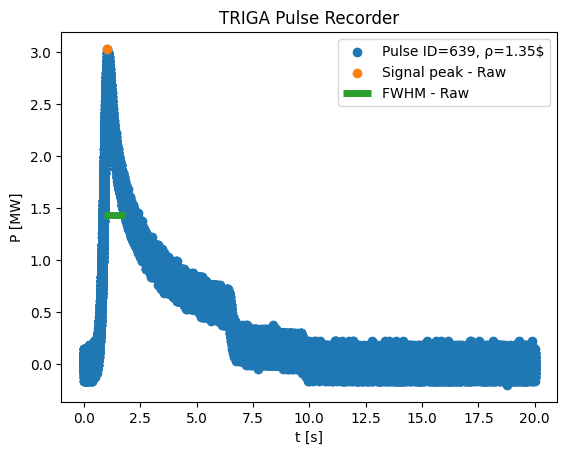 TRIGA Pulse Recorder
Pulse ID=639, ρ=1.35$
Signal peak - Raw
FWHM - Raw
P [MW]
3.0
2.5
2.0
1.5
1.0
0.5
0.0
0.0 2.5 5.0 7.5 10.0 12.5 15.0 17.5 20.0
t [s]